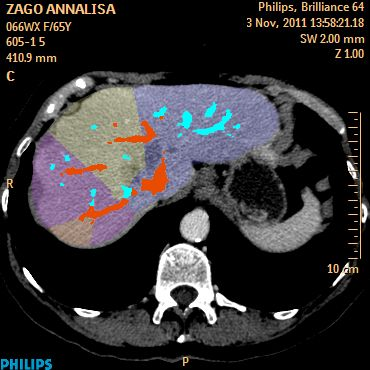 ZAGO ANNALISA
066WX F/65Y
605-1 5
410.9 mm
C
Philips, Brilliance 64
3 Nov, 2011 13:58:21.18
SW 2.00 mm
Z 1.00
R
10 cm
PHILIPS
P